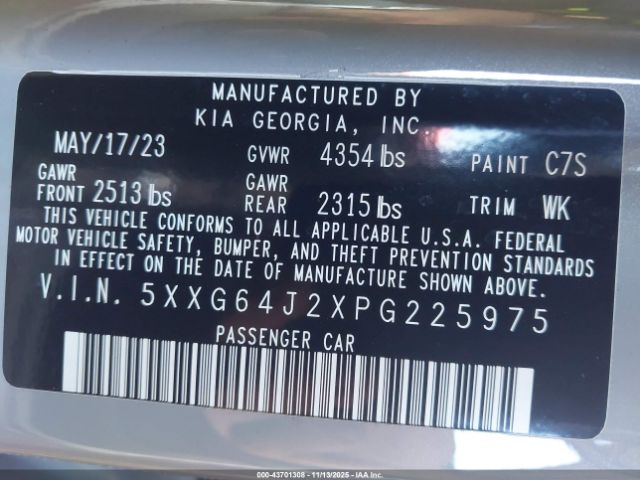 MANUFACTURED BY
KIA GEORGIA, INC.
MAY/17/23 GVWR 4354 lbs PAINT C7S
GAWR FRONT 2513 lbs GAWR REAR 2315 lbs TRIM WK
THIS VEHICLE CONFORMS TO ALL APPLICABLE U.S.A. FEDERAL
MOTOR VEHICLE SAFETY, BUMPER, AND THEFT PREVENTION STANDARDS
IN EFFECT ON THE DATE OF MANUFACTURE SHOWN ABOVE.
V.I.N. 5XXG64J2XPG225975
PASSENGER CAR
000-43701308 - 11/13/2025 - IAA, Inc.